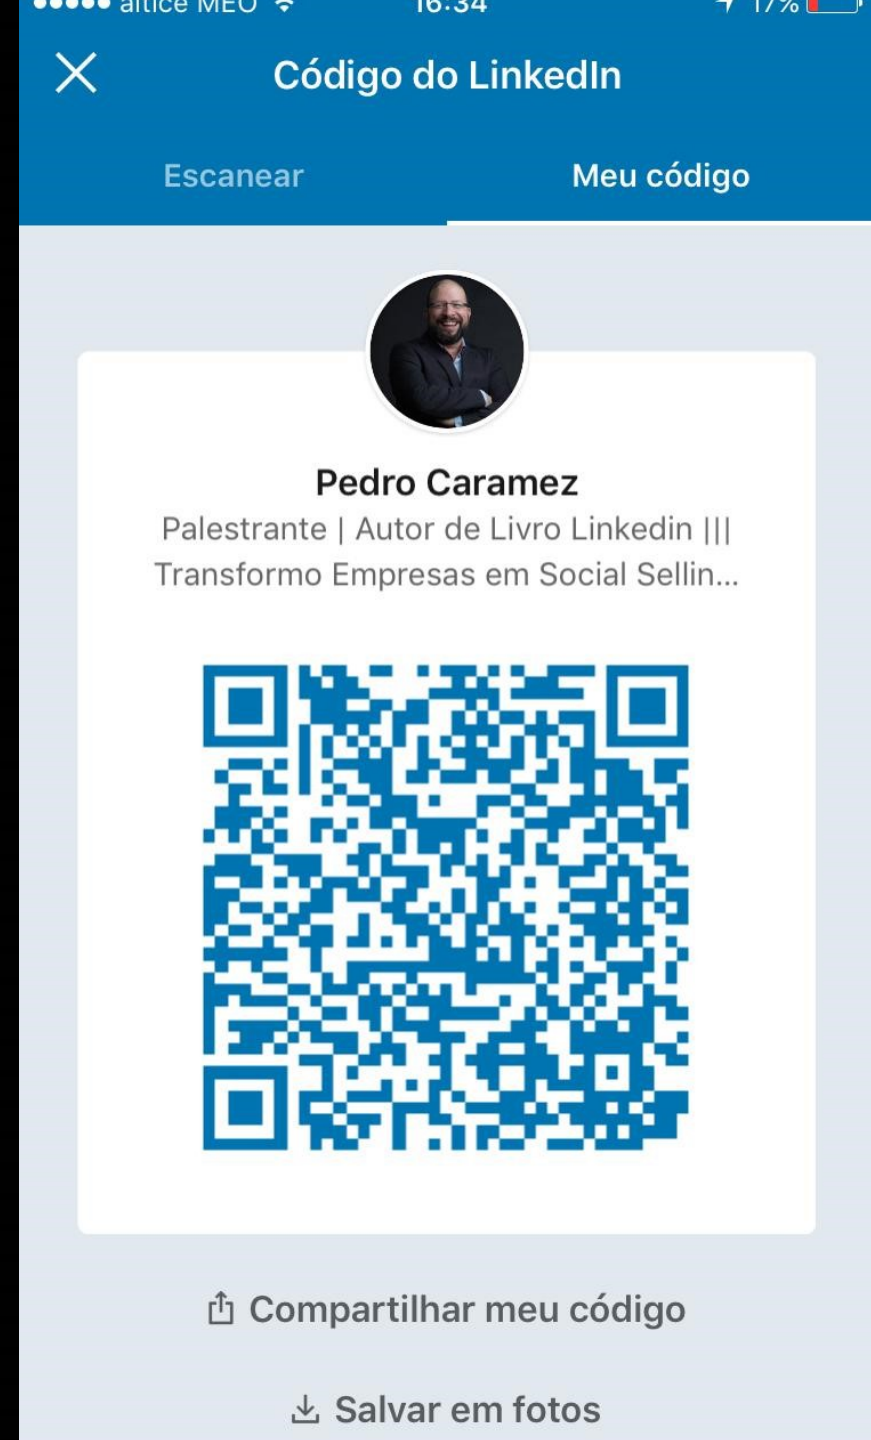 altice MEO 16:34 17%
Código do LinkedIn
Escanear Meu código
Pedro Caramez
Palestrante | Autor de Livro Linkedin |||
Transformo Empresas em Social Sellin...
Compartilhar meu código
Salvar em fotos